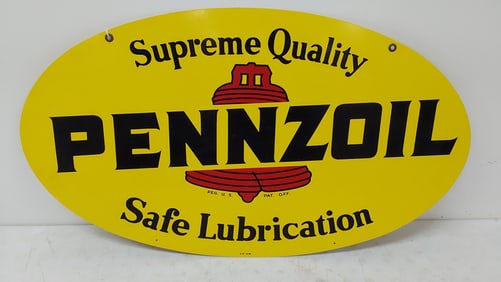 Supreme Quality
PENNZOIL
REG. U. S. PAT. OFF.
Safe Lubrication